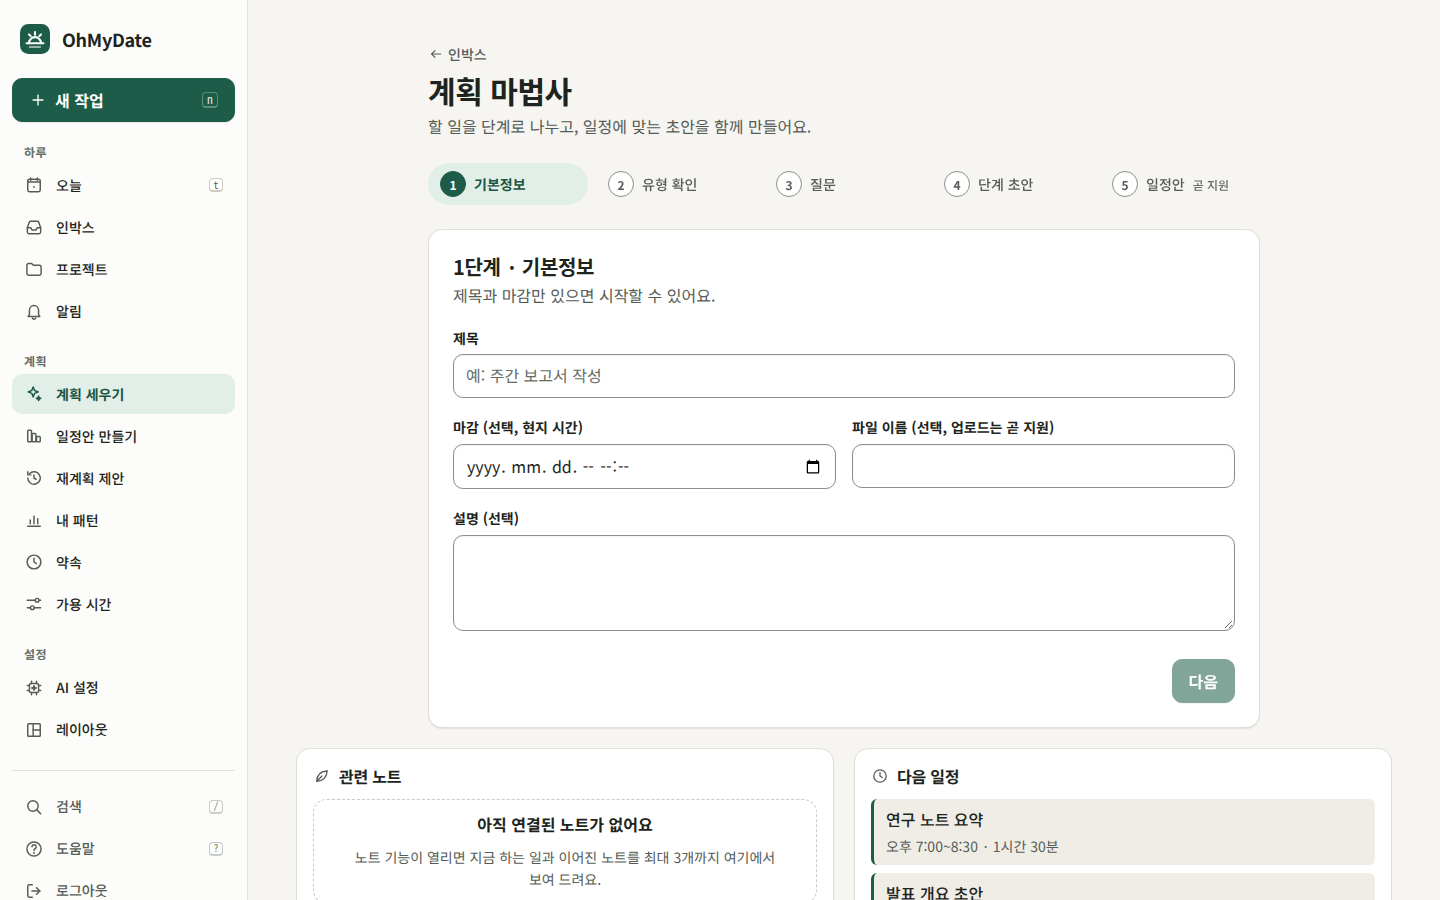 OhMyDate
새 작업
n
하루
오늘
t
인박스
프로젝트
알림
계획
계획 세우기
일정안 만들기
재계획 제안
내 패턴
약속
가용 시간
설정
AI 설정
레이아웃
검색
/
도움말
?
로그아웃
← 인박스
계획 마법사
할 일을 단계로 나누고, 일정에 맞는 초안을 함께 만들어요.
1 기본정보
2 유형 확인
3 질문
4 단계 초안
5 일정안 곧 지원
1단계 · 기본정보
제목과 마감만 있으면 시작할 수 있어요.
제목
예: 주간 보고서 작성
마감 (선택, 현지 시간)
yyyy. mm. dd. -- --:--
파일 이름 (선택, 업로드는 곧 지원)
설명 (선택)
다음
관련 노트
아직 연결된 노트가 없어요
노트 기능이 열리면 지금 하는 일과 이어진 노트를 최대 3개까지 여기에서
보여 드려요.
다음 일정
연구 노트 요약
오후 7:00~8:30 · 1시간 30분
발표 개요 초안